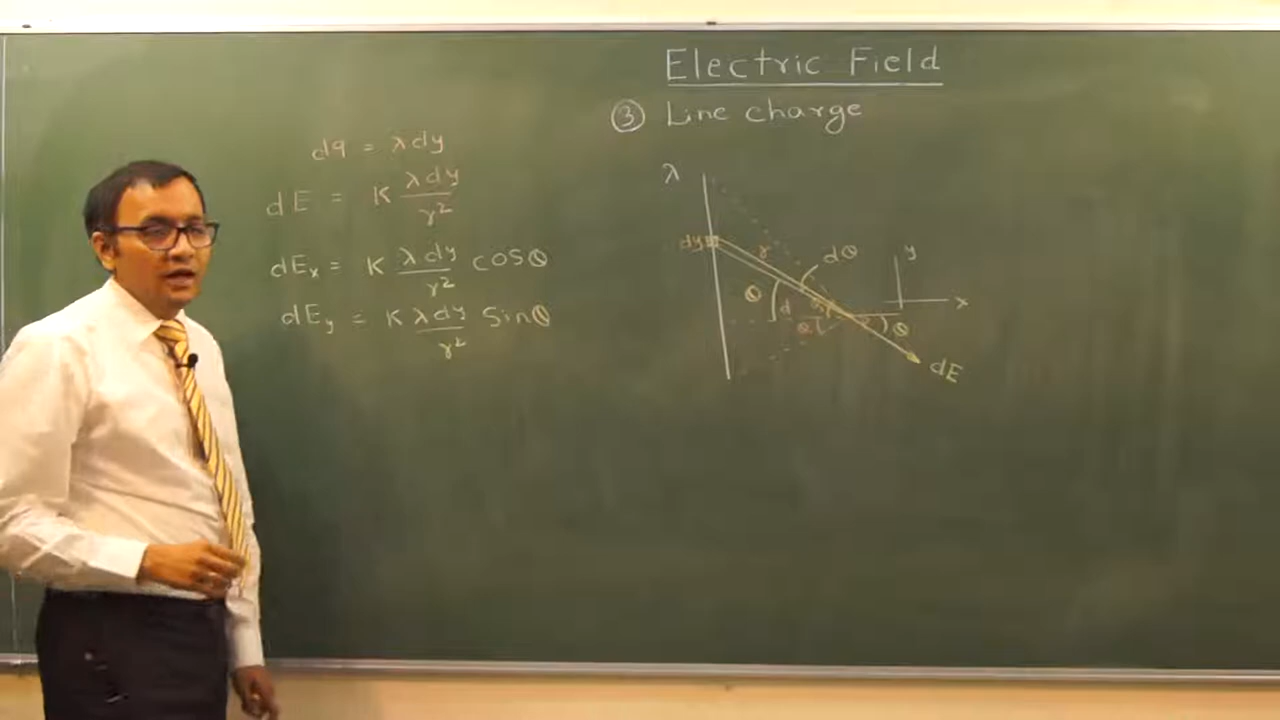 Electric Field
③ Line charge
dq = λdy
dE = K λdy/r²
dEx = K λdy/r² cosθ
dEy = K λdy/r² Sinθ
λ
dy
r
dθ
y
x
θ
d
θ
dE